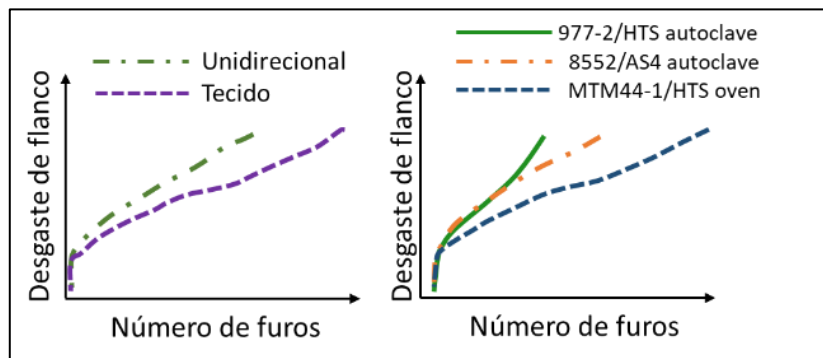 Unidirecional
Tecido
Desgaste de flanco
Número de furos
977-2/HTS autoclave
8552/AS4 autoclave
MTM44-1/HTS oven
Desgaste de flanco
Número de furos